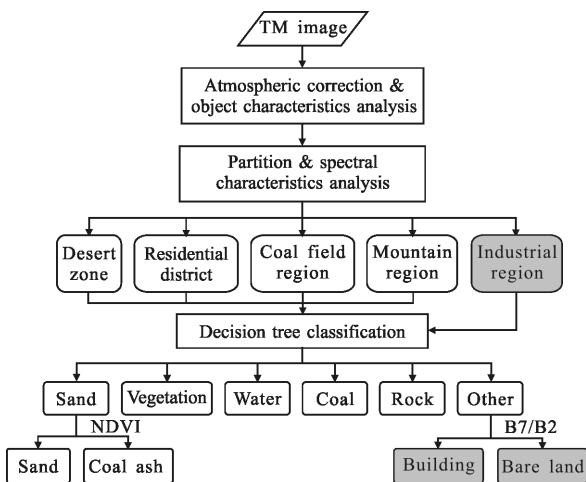 TM image
Atmospheric correction &
object characteristics analysis
Partition & spectral
characteristics analysis
Desert
zone
Residential
district
Coal field
region
Mountain
region
Industrial
region
Decision tree classification
Sand
Vegetation
Water
Coal
Rock
Other
NDVI
B7/B2
Sand
Coal ash
Building
Bare land